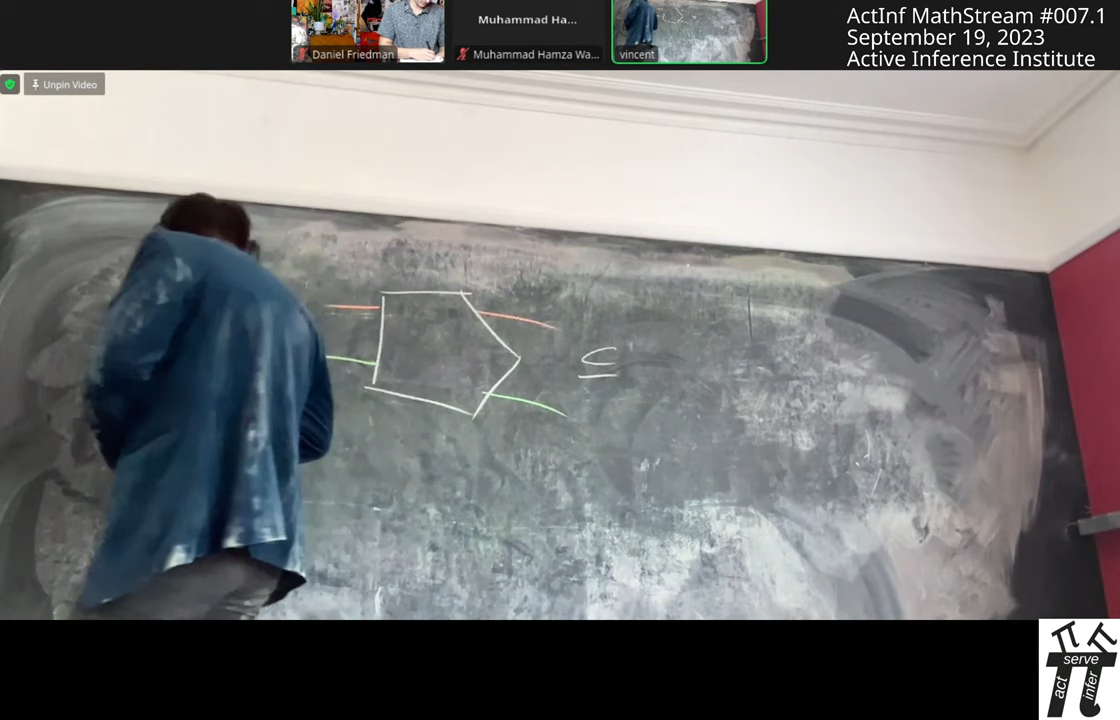 Muhammad Ha...
Daniel Friedman
Muhammad Hamza Wa...
vincent
ActInf MathStream #007.1
September 19, 2023
Active Inference Institute
Unpin Video
⊆
π π
serve
π
act
infer